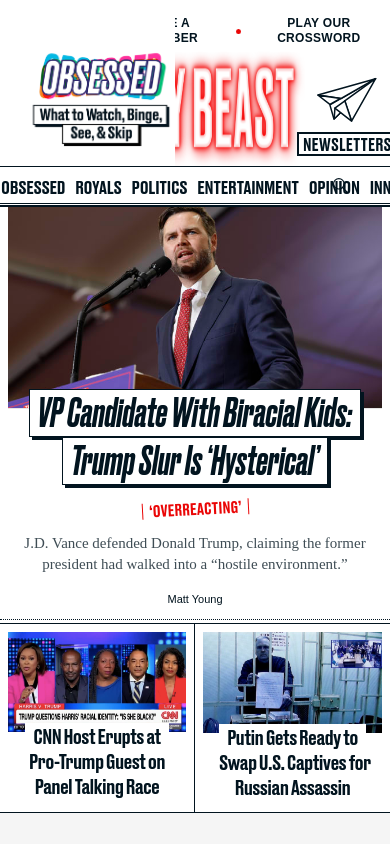 E A
BER
PLAY OUR
CROSSWORD
OBSESSED
What to Watch, Binge,
See, & Skip
Y BEAST
NEWSLETTERS
OBSESSED ROYALS POLITICS ENTERTAINMENT OPINION INN
VP Candidate With Biracial Kids:
Trump Slur Is ‘Hysterical’
‘OVERREACTING’
J.D. Vance defended Donald Trump, claiming the former
president had walked into a “hostile environment.”
Matt Young
HARRIS V TRUMP
LIVE
TRUMP QUESTIONS HARRIS' RACIAL IDENTITY: "IS SHE BLACK?"
CNN
CNN Host Erupts at
Pro-Trump Guest on
Panel Talking Race
Putin Gets Ready to
Swap U.S. Captives for
Russian Assassin